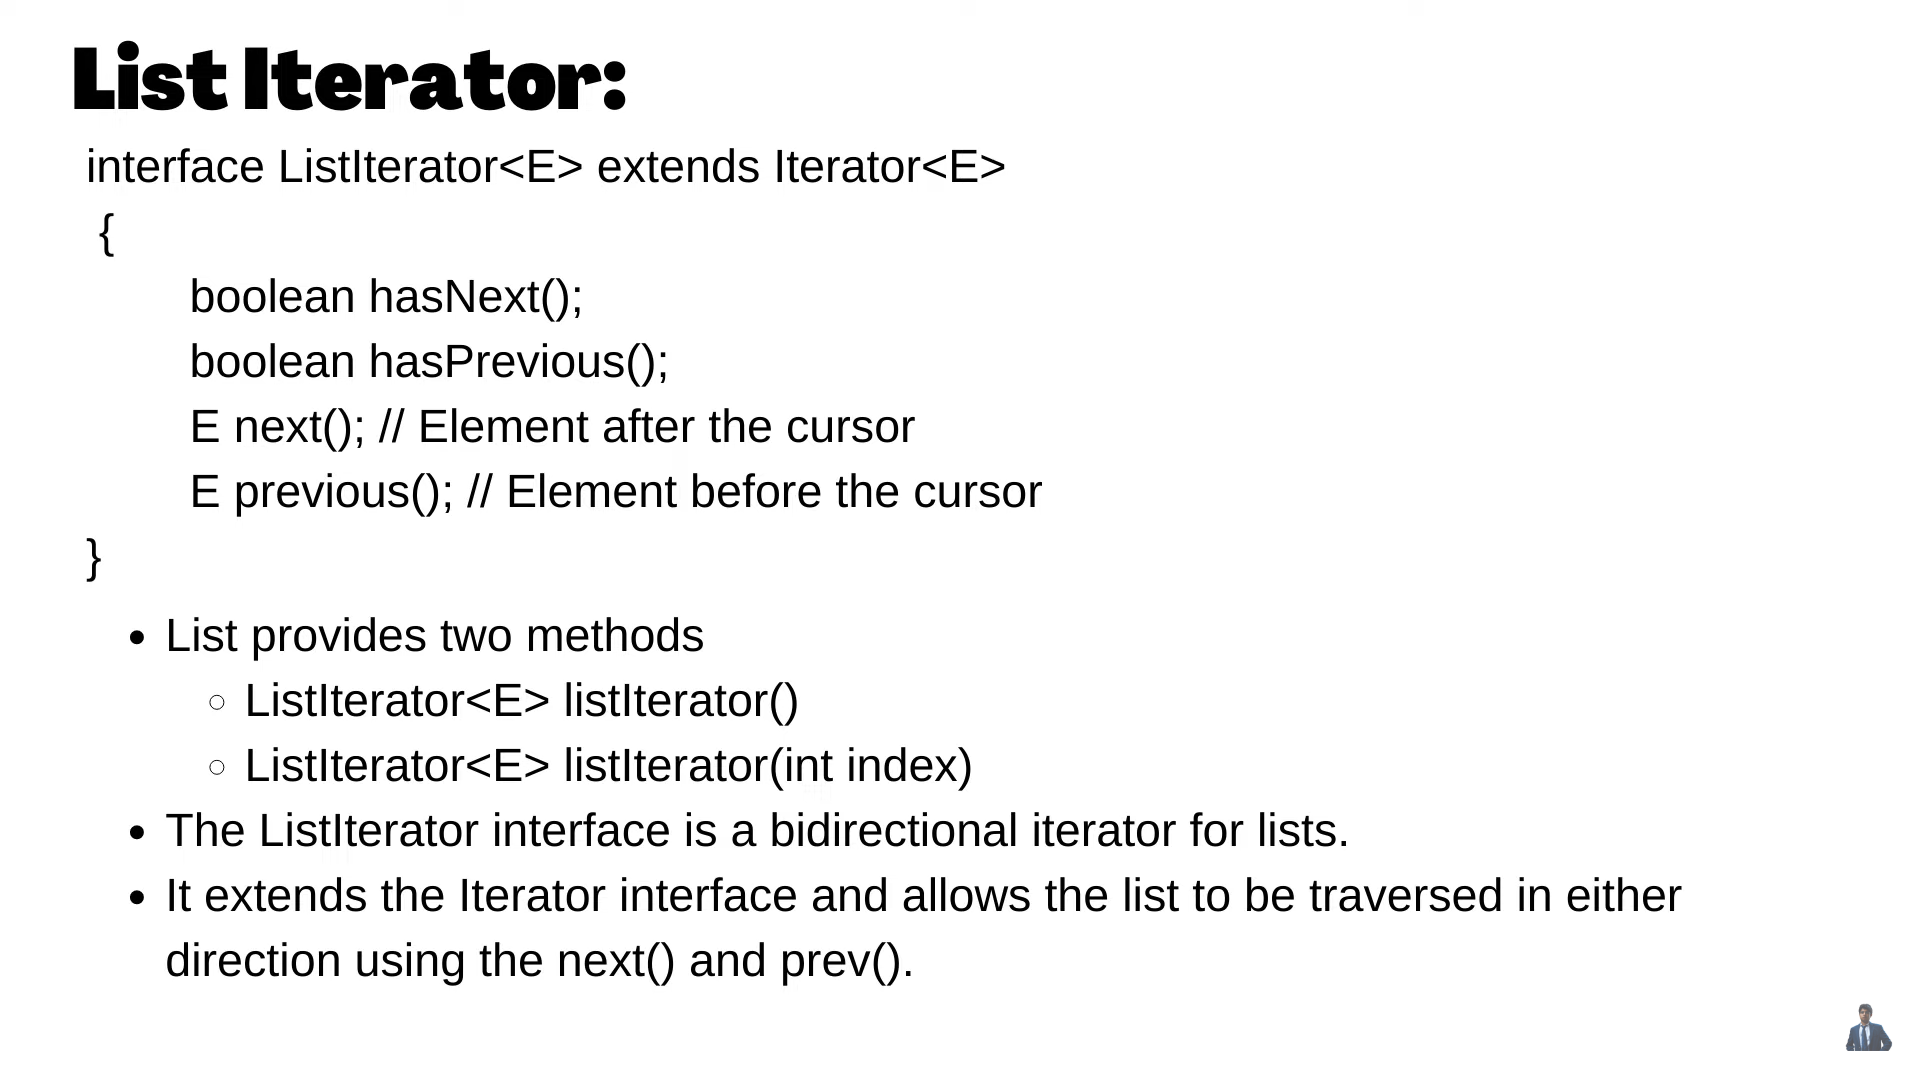 List Iterator:
interface ListIterator<E> extends Iterator<E>
{
boolean hasNext();
boolean hasPrevious();
E next(); // Element after the cursor
E previous(); // Element before the cursor
}
• List provides two methods
○ ListIterator<E> listIterator()
○ ListIterator<E> listIterator(int index)
• The ListIterator interface is a bidirectional iterator for lists.
• It extends the Iterator interface and allows the list to be traversed in either
direction using the next() and prev().